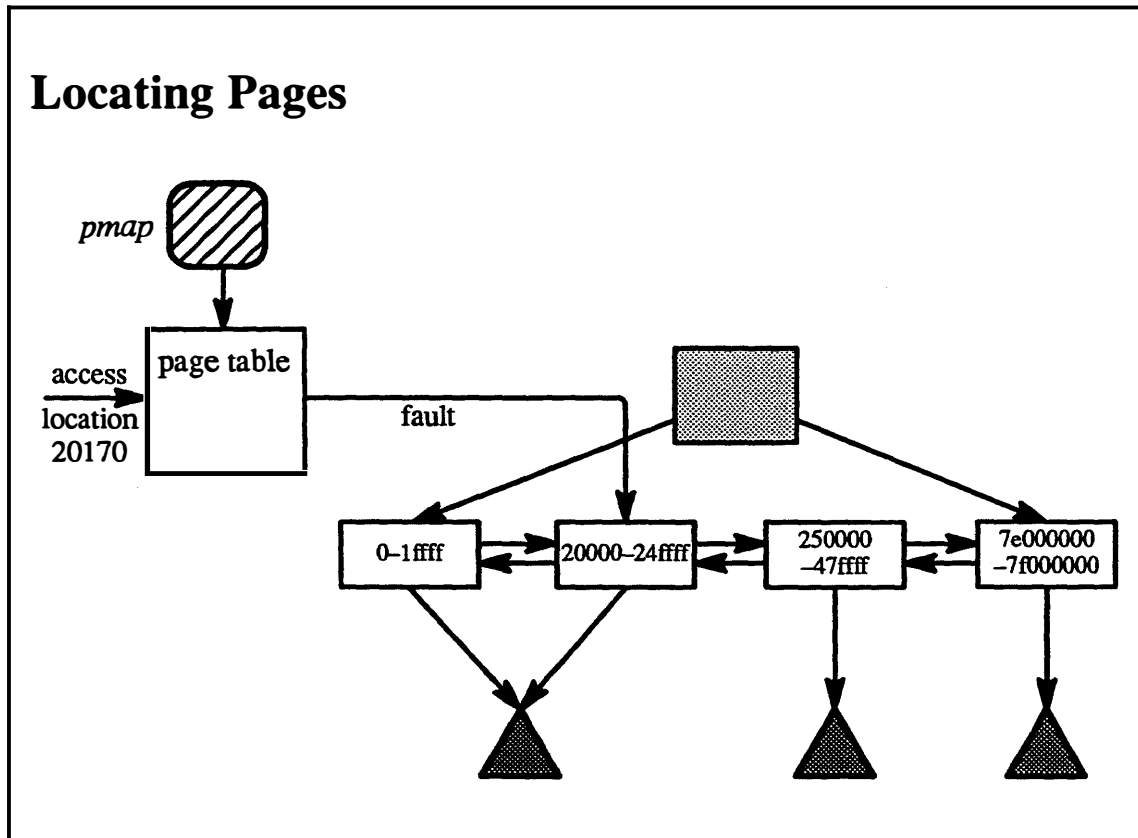 Locating Pages
pmap
page table
access
location
20170
fault
0–1ffff
20000–24ffff
250000
–47ffff
7e000000
–7f000000